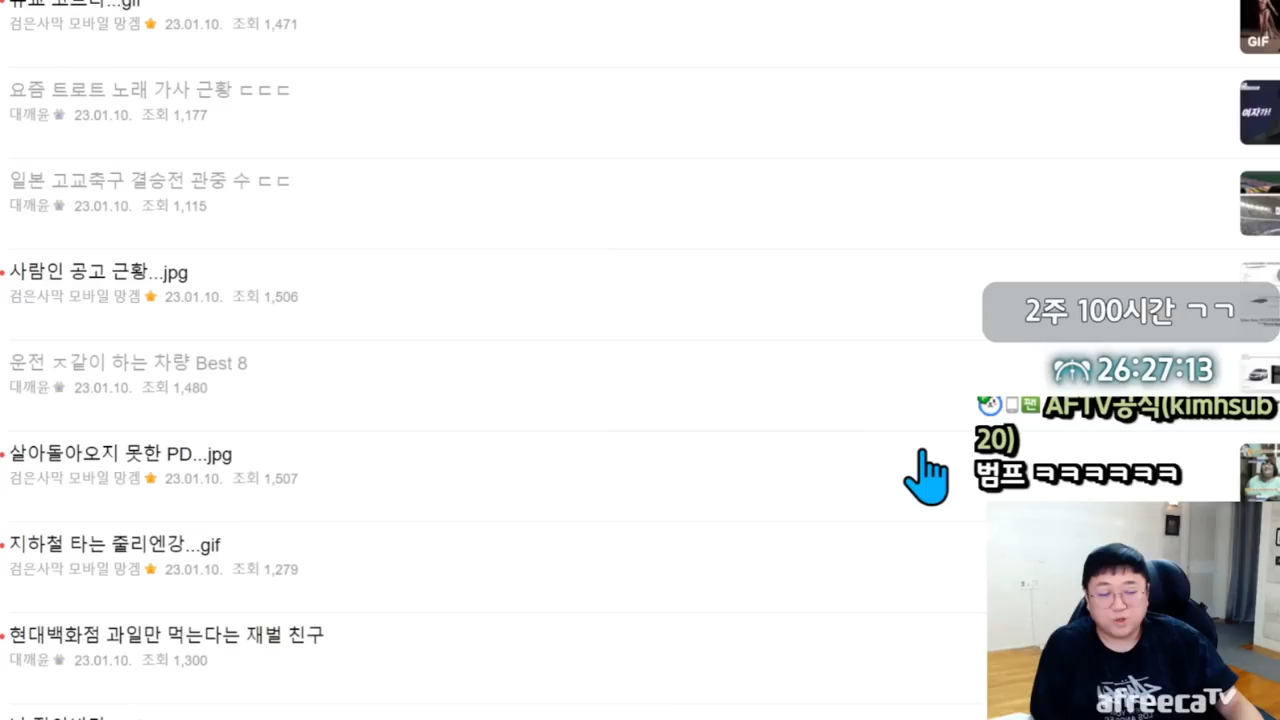 검은사막 모바일 망겜 23.01.10. 조회 1,471
GIF
요즘 트로트 노래 가사 근황 ㄷㄷㄷ
대깨윤 23.01.10. 조회 1,177
여자가!
일본 고교축구 결승전 관중 수 ㄷㄷ
대깨윤 23.01.10. 조회 1,115
사람인 공고 근황...jpg
검은사막 모바일 망겜 23.01.10. 조회 1,506
2주 100시간 ㄱㄱ
운전 ㅈ같이 하는 차량 Best 8
대깨윤 23.01.10. 조회 1,480
26:27:13
팬 AFTV공식(kimhsub
20)
범프 ㅋㅋㅋㅋㅋㅋ
살아돌아오지 못한 PD...jpg
검은사막 모바일 망겜 23.01.10. 조회 1,507
지하철 타는 줄리엔강...gif
검은사막 모바일 망겜 23.01.10. 조회 1,279
현대백화점 과일만 먹는다는 재벌 친구
대깨윤 23.01.10. 조회 1,300
afreecaTV